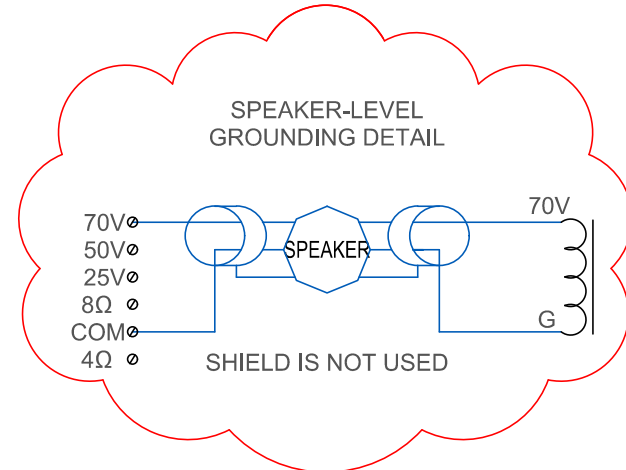 SPEAKER-LEVEL
GROUNDING DETAIL
70V
50V
25V
8Ω
COM
4Ω
SPEAKER
70V
G
SHIELD IS NOT USED